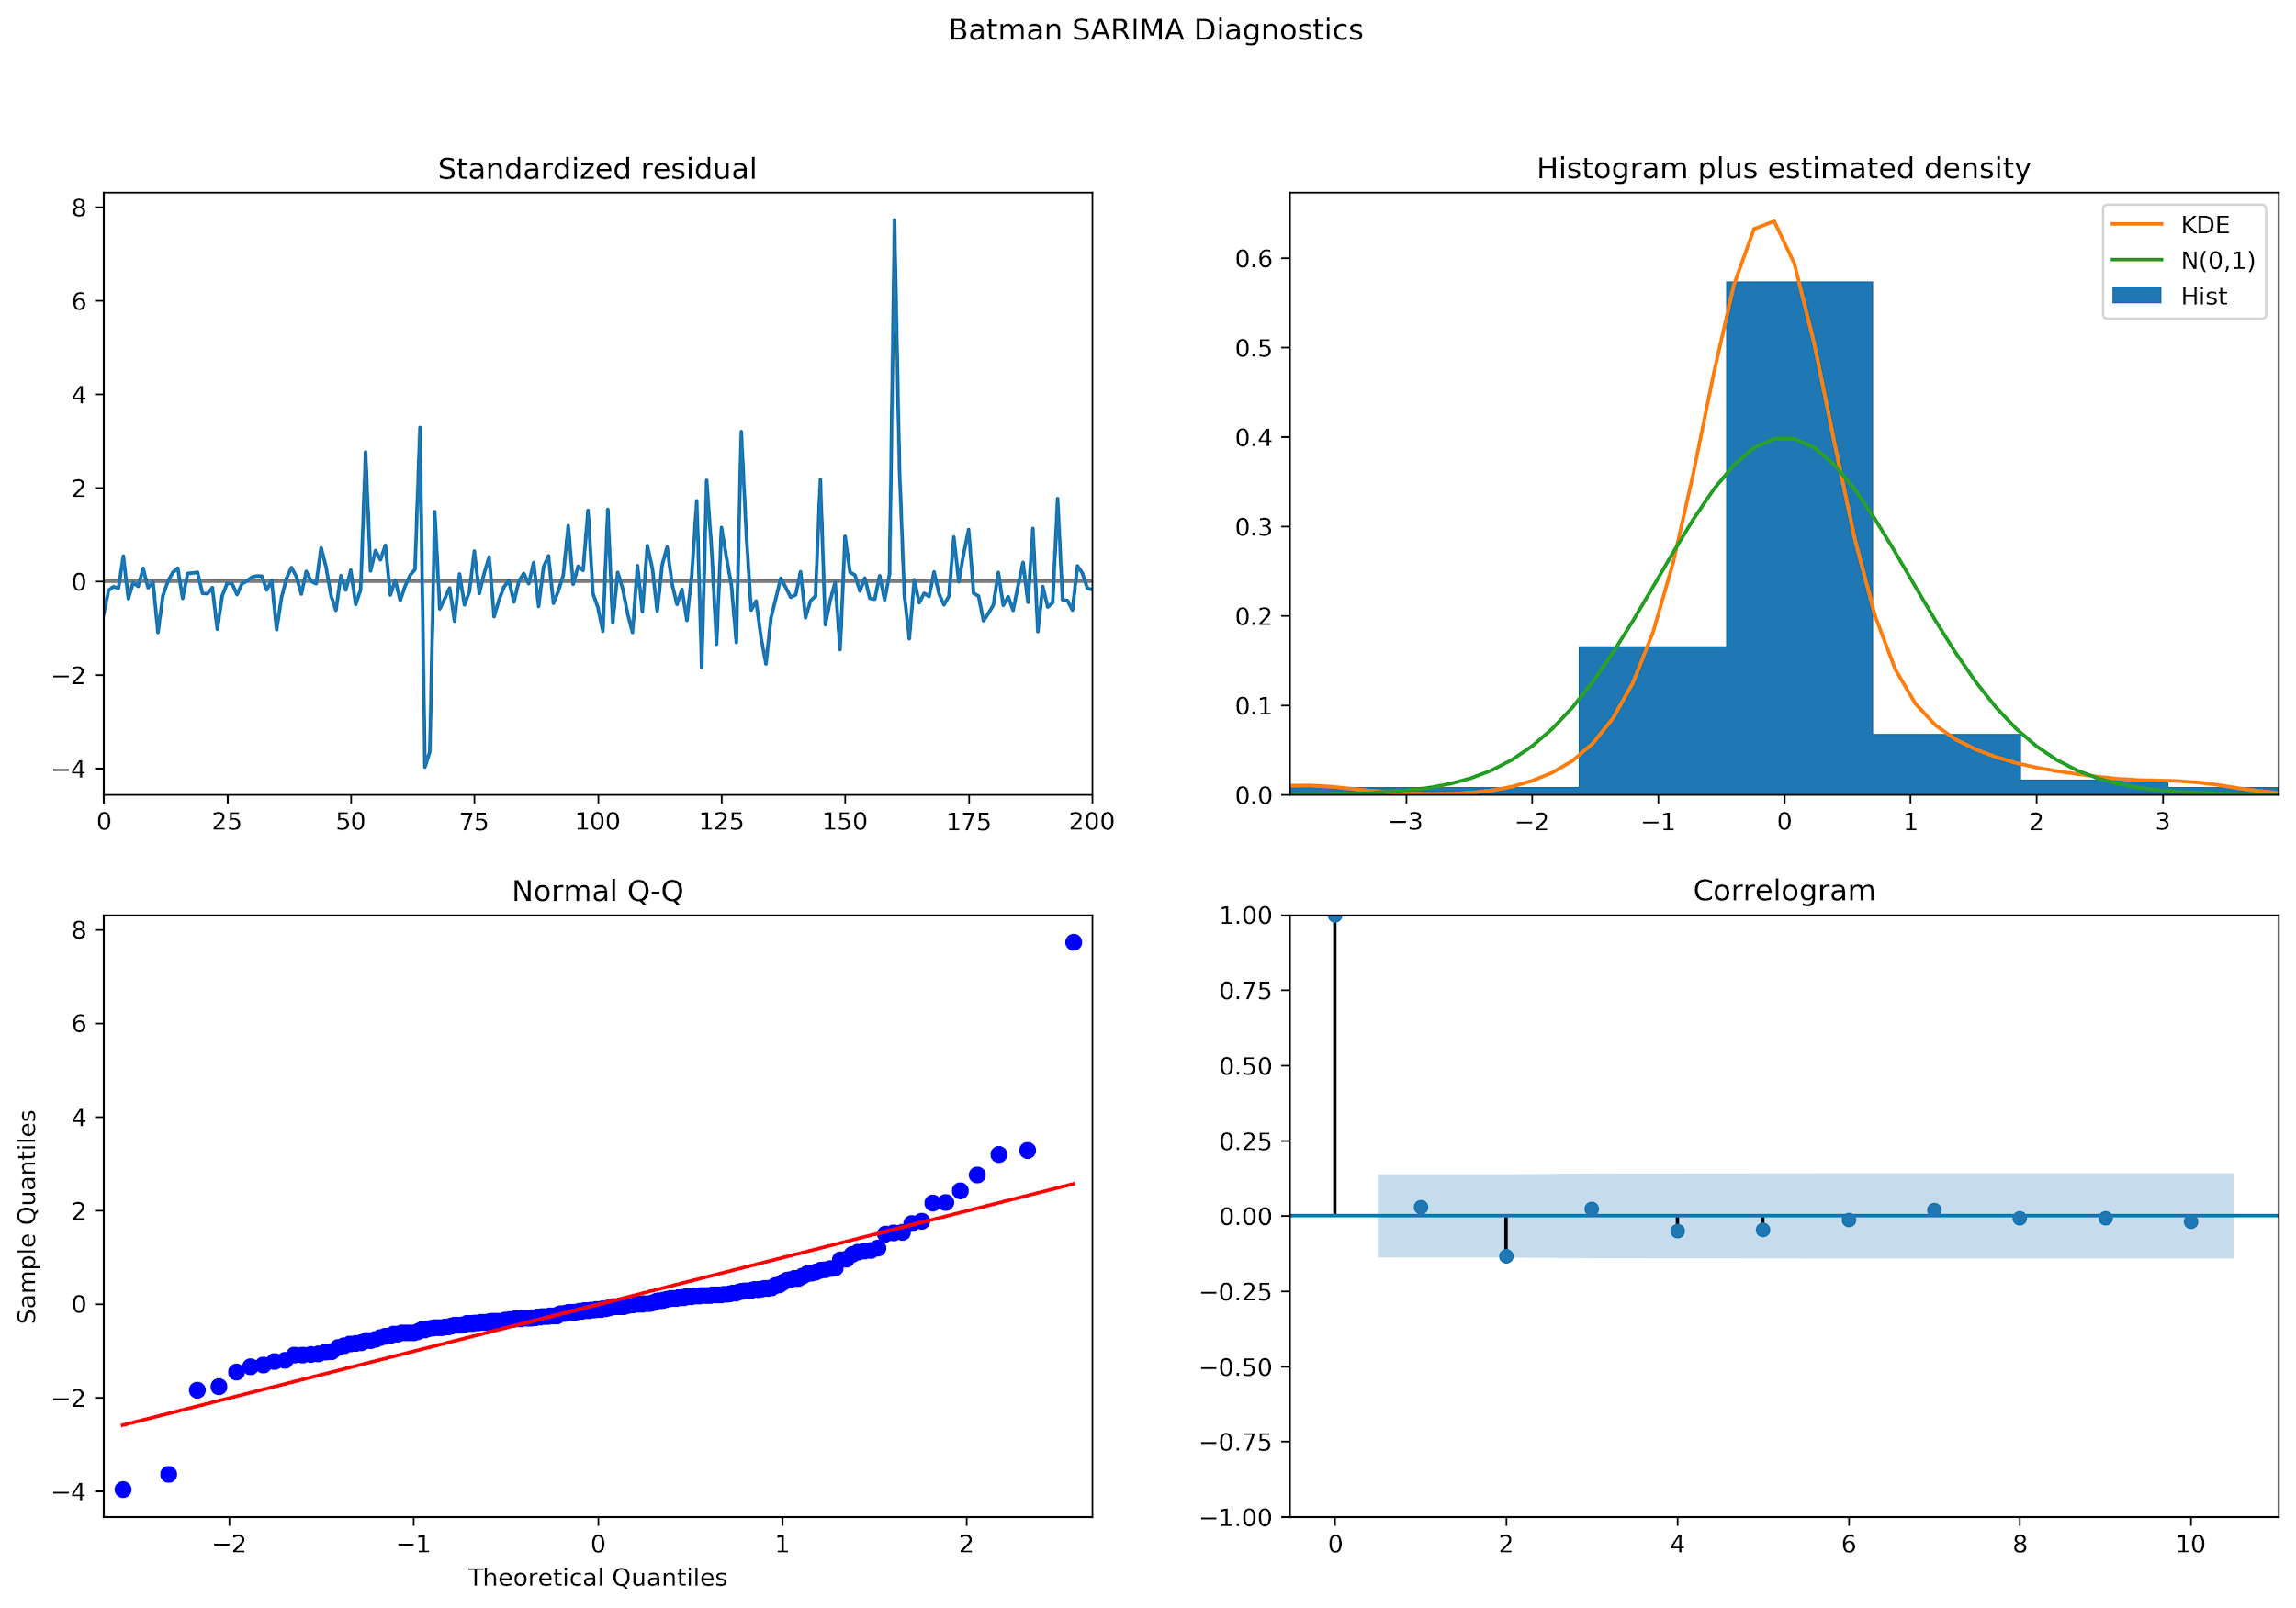 Batman SARIMA Diagnostics
Standardized residual
8
6
4
2
0
−2
−4
0 25 50 75 100 125 150 175 200
Histogram plus estimated density
KDE
N(0,1)
Hist
0.6
0.5
0.4
0.3
0.2
0.1
0.0
−3 −2 −1 0 1 2 3
Normal Q-Q
8
6
4
2
0
−2
−4
Sample Quantiles
−2 −1 0 1 2
Theoretical Quantiles
Correlogram
1.00
0.75
0.50
0.25
0.00
−0.25
−0.50
−0.75
−1.00
0 2 4 6 8 10